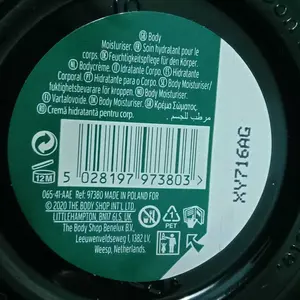 Body
Moisturiser. Soin hydratant pour le
corps. Feuchtigkeitspflege für den Körper.
Bodycrème. Idratante Corpo. Hidratante
Corporal. Hidratante para o Corpo. Body Moisturiser/
fuktighetsbevarare för kroppen. Body Moisturiser/
Vartalovoide. Body Moisturiser. Κρέμα Σώματος.
Cremă hidratantă pentru corp. مرطب للجسم.
12M
5 028197 973803 >
XY716AG
065-41-AAE Ref: 97380 MADE IN POLAND FOR
© 2020 THE BODY SHOP INT'L LTD,
LITTLEHAMPTON, BN17 6LS, UK.
The Body Shop Benelux B.V.,
Leeuwenveldseweg 1, 1382 LV,
Weesp, Netherlands.
PET